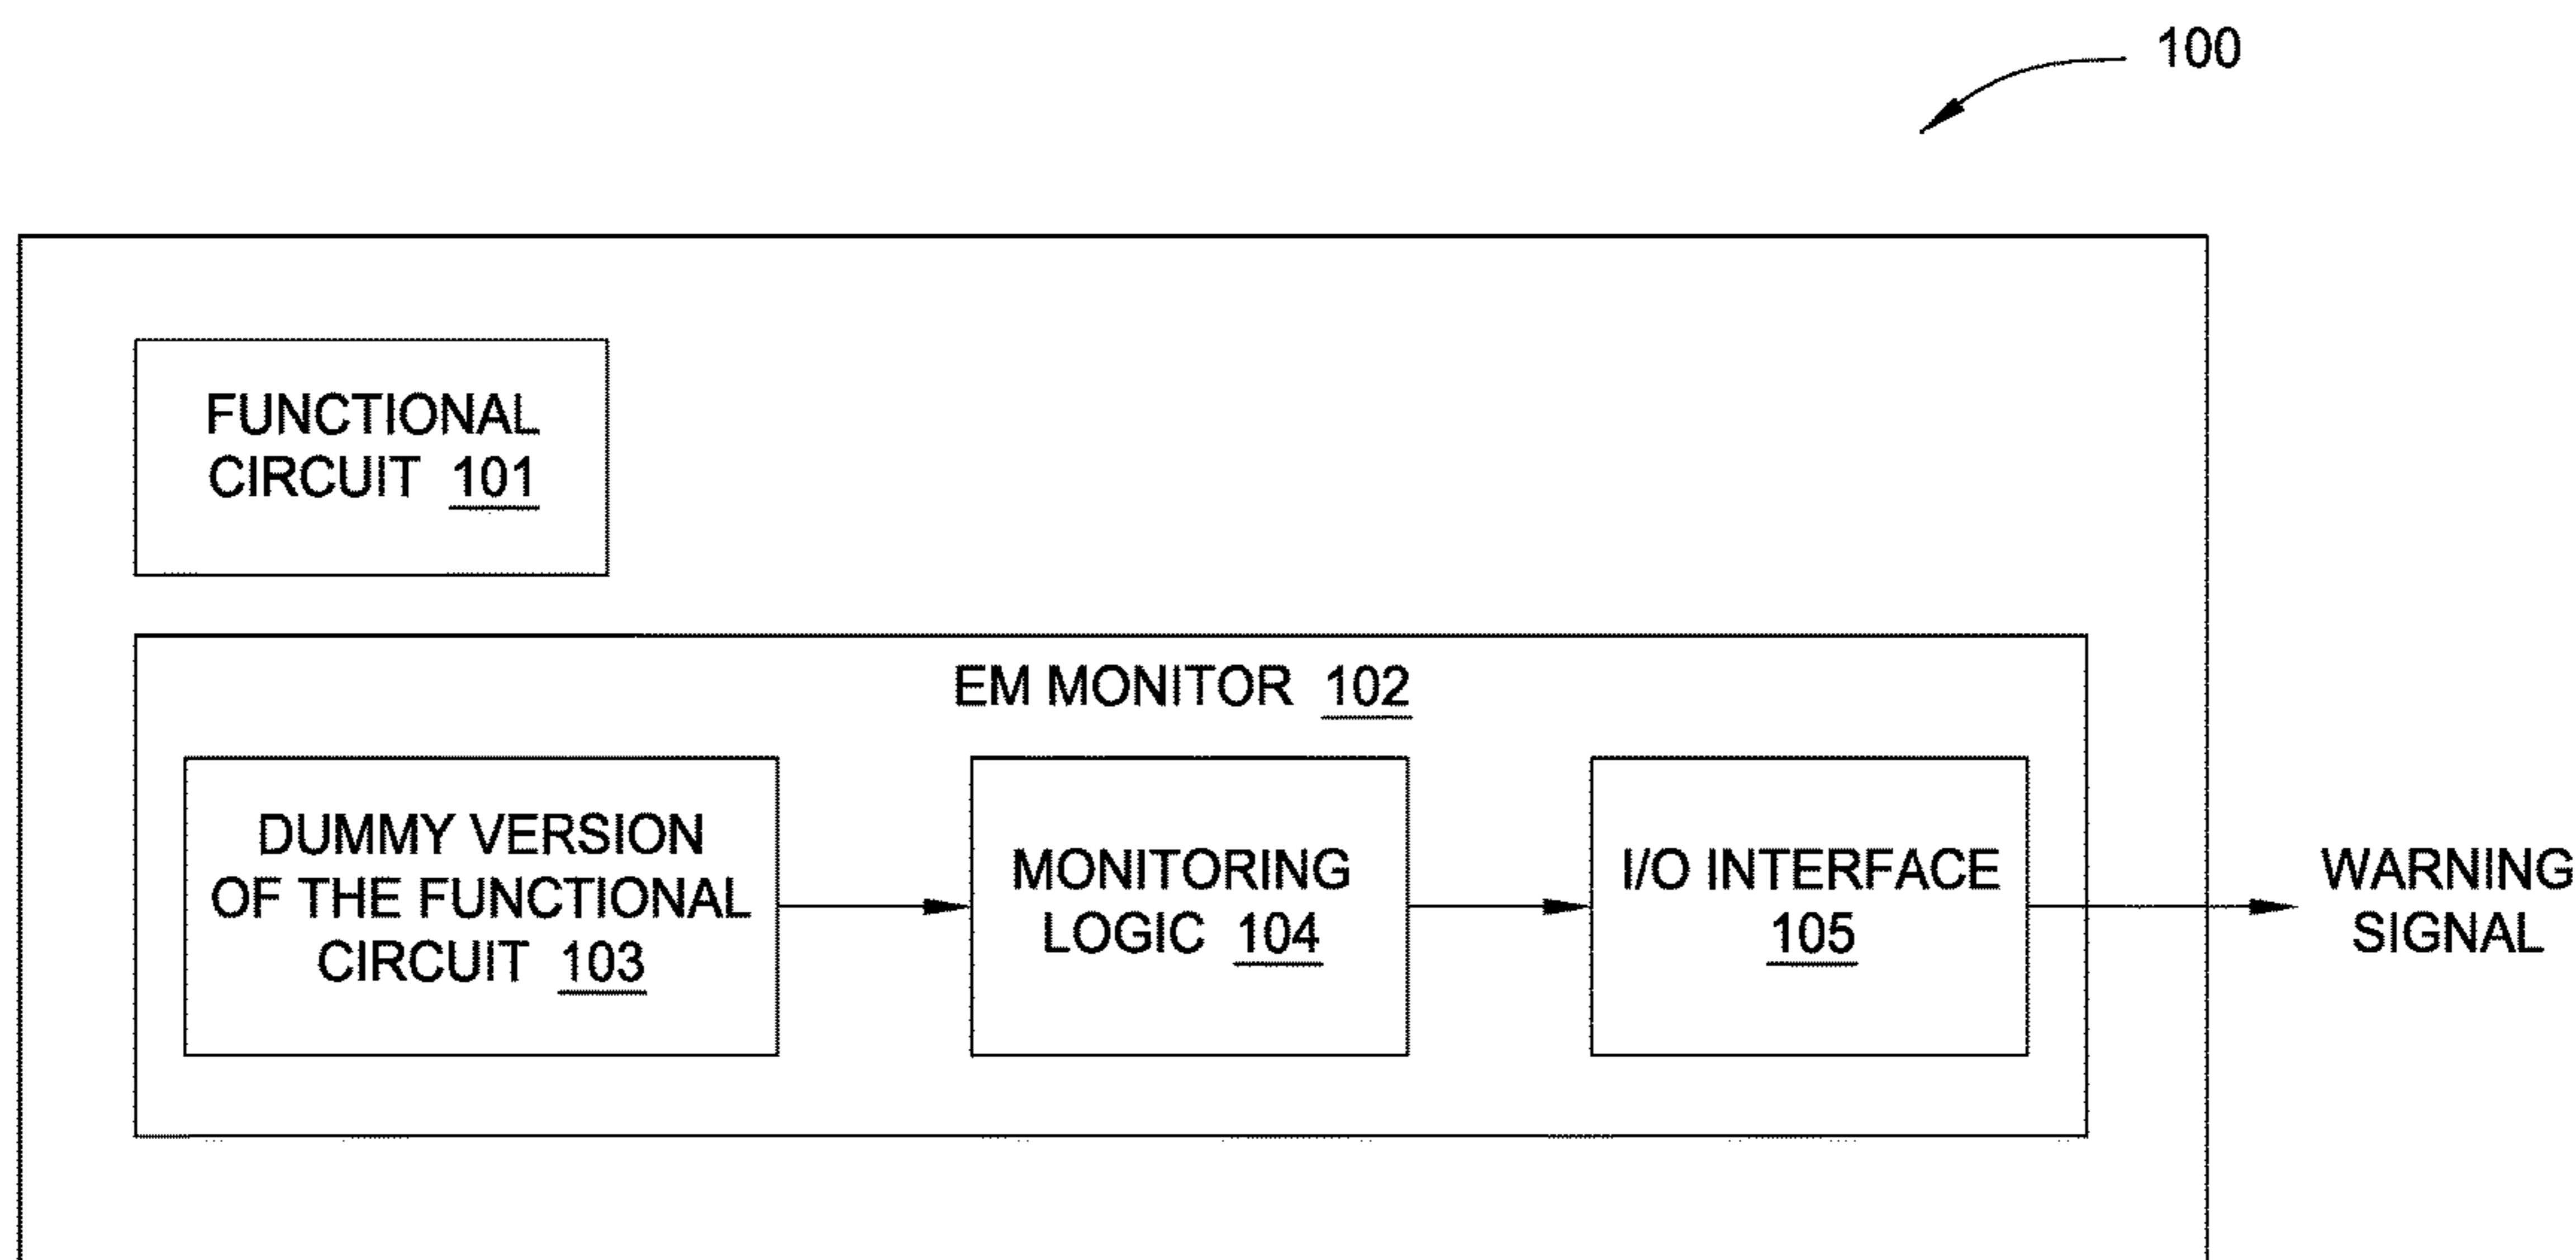 100
FUNCTIONAL
CIRCUIT 101
EM MONITOR 102
DUMMY VERSION
OF THE FUNCTIONAL
CIRCUIT 103
MONITORING
LOGIC 104
I/O INTERFACE
105
WARNING
SIGNAL